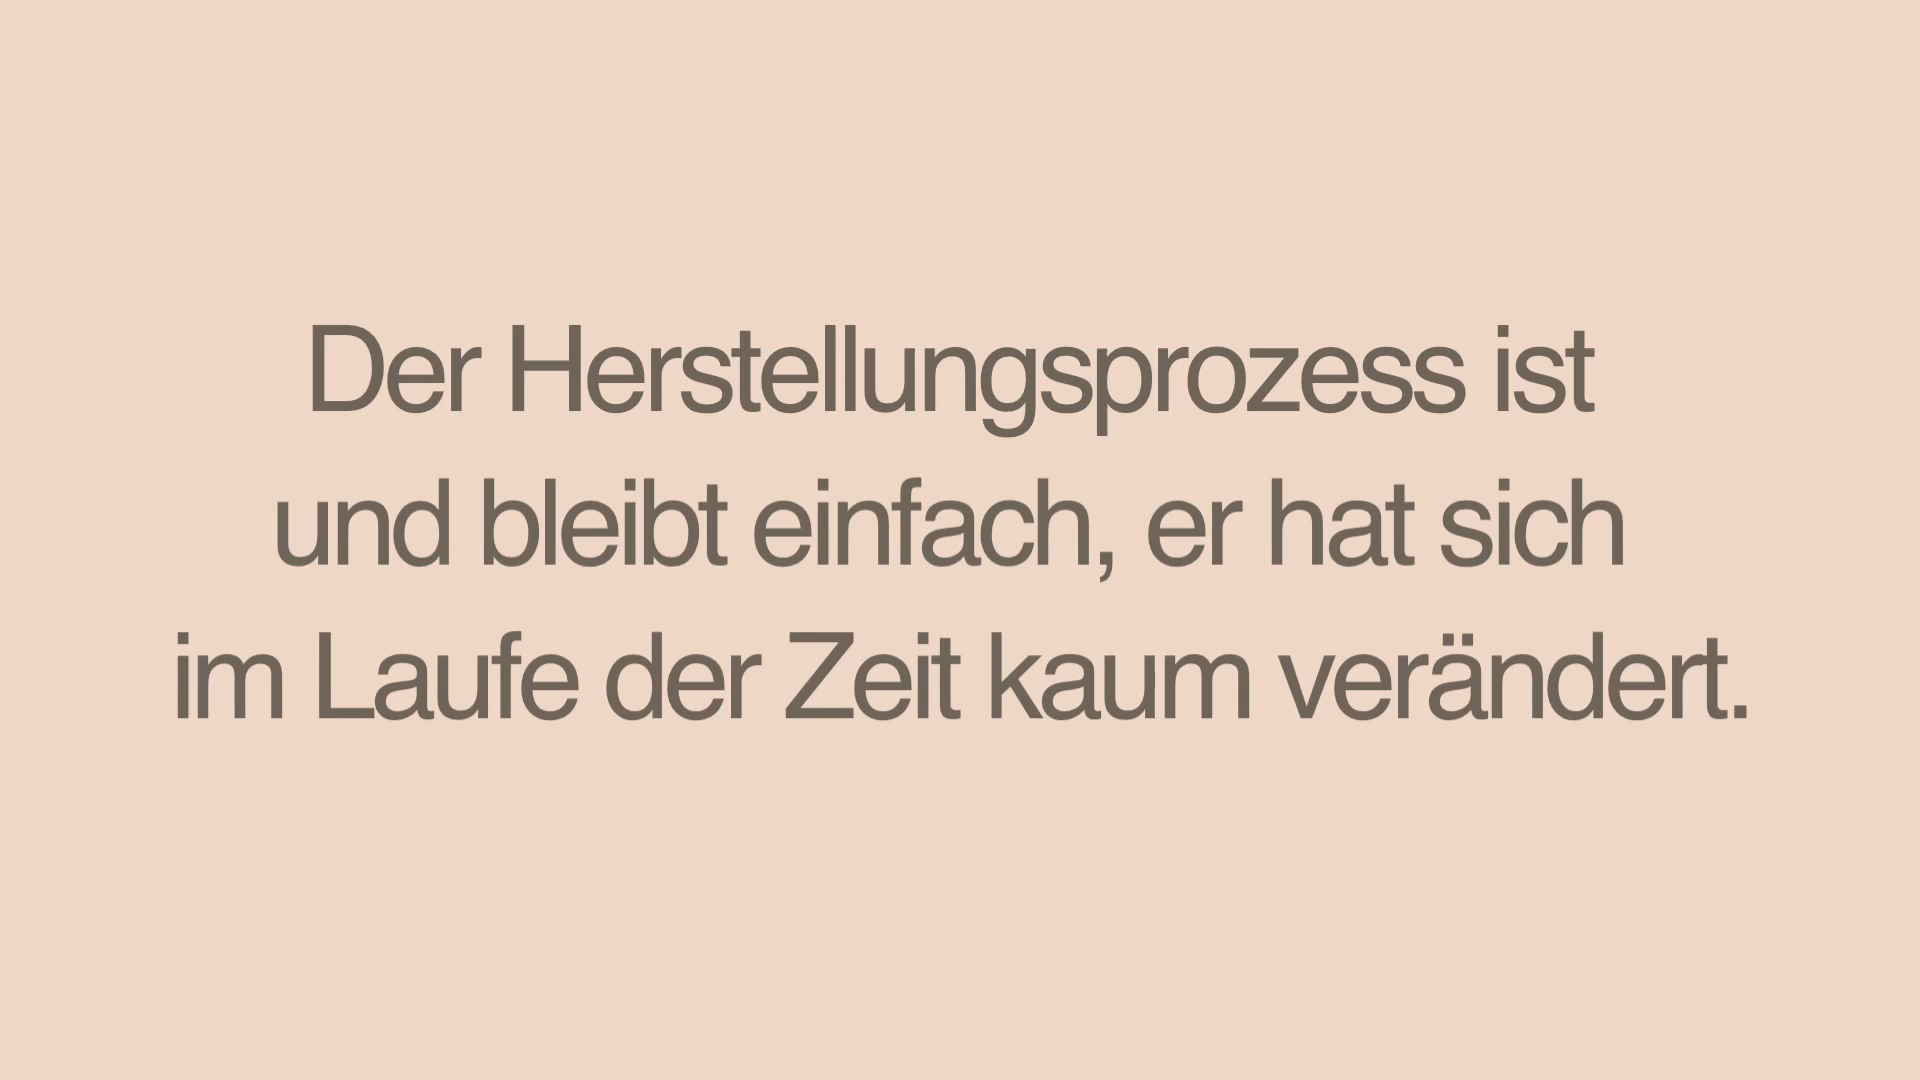 Der Herstellungsprozess ist
und bleibt einfach, er hat sich
im Laufe der Zeit kaum verändert.